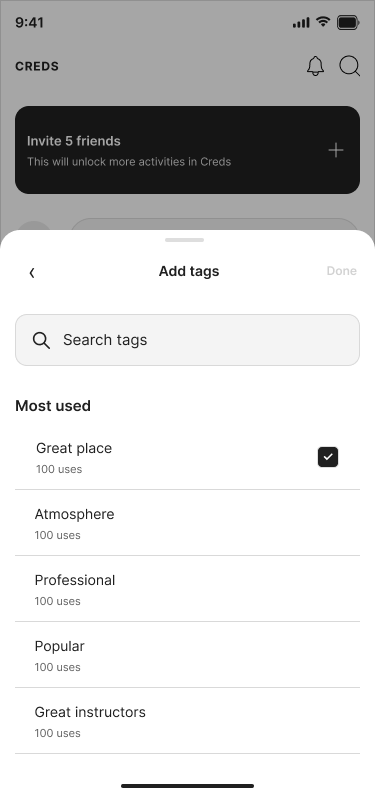 9:41
CREDS
Invite 5 friends
This will unlock more activities in Creds
Add tags
Done
Search tags
Most used
Great place
100 uses
Atmosphere
100 uses
Professional
100 uses
Popular
100 uses
Great instructors
100 uses